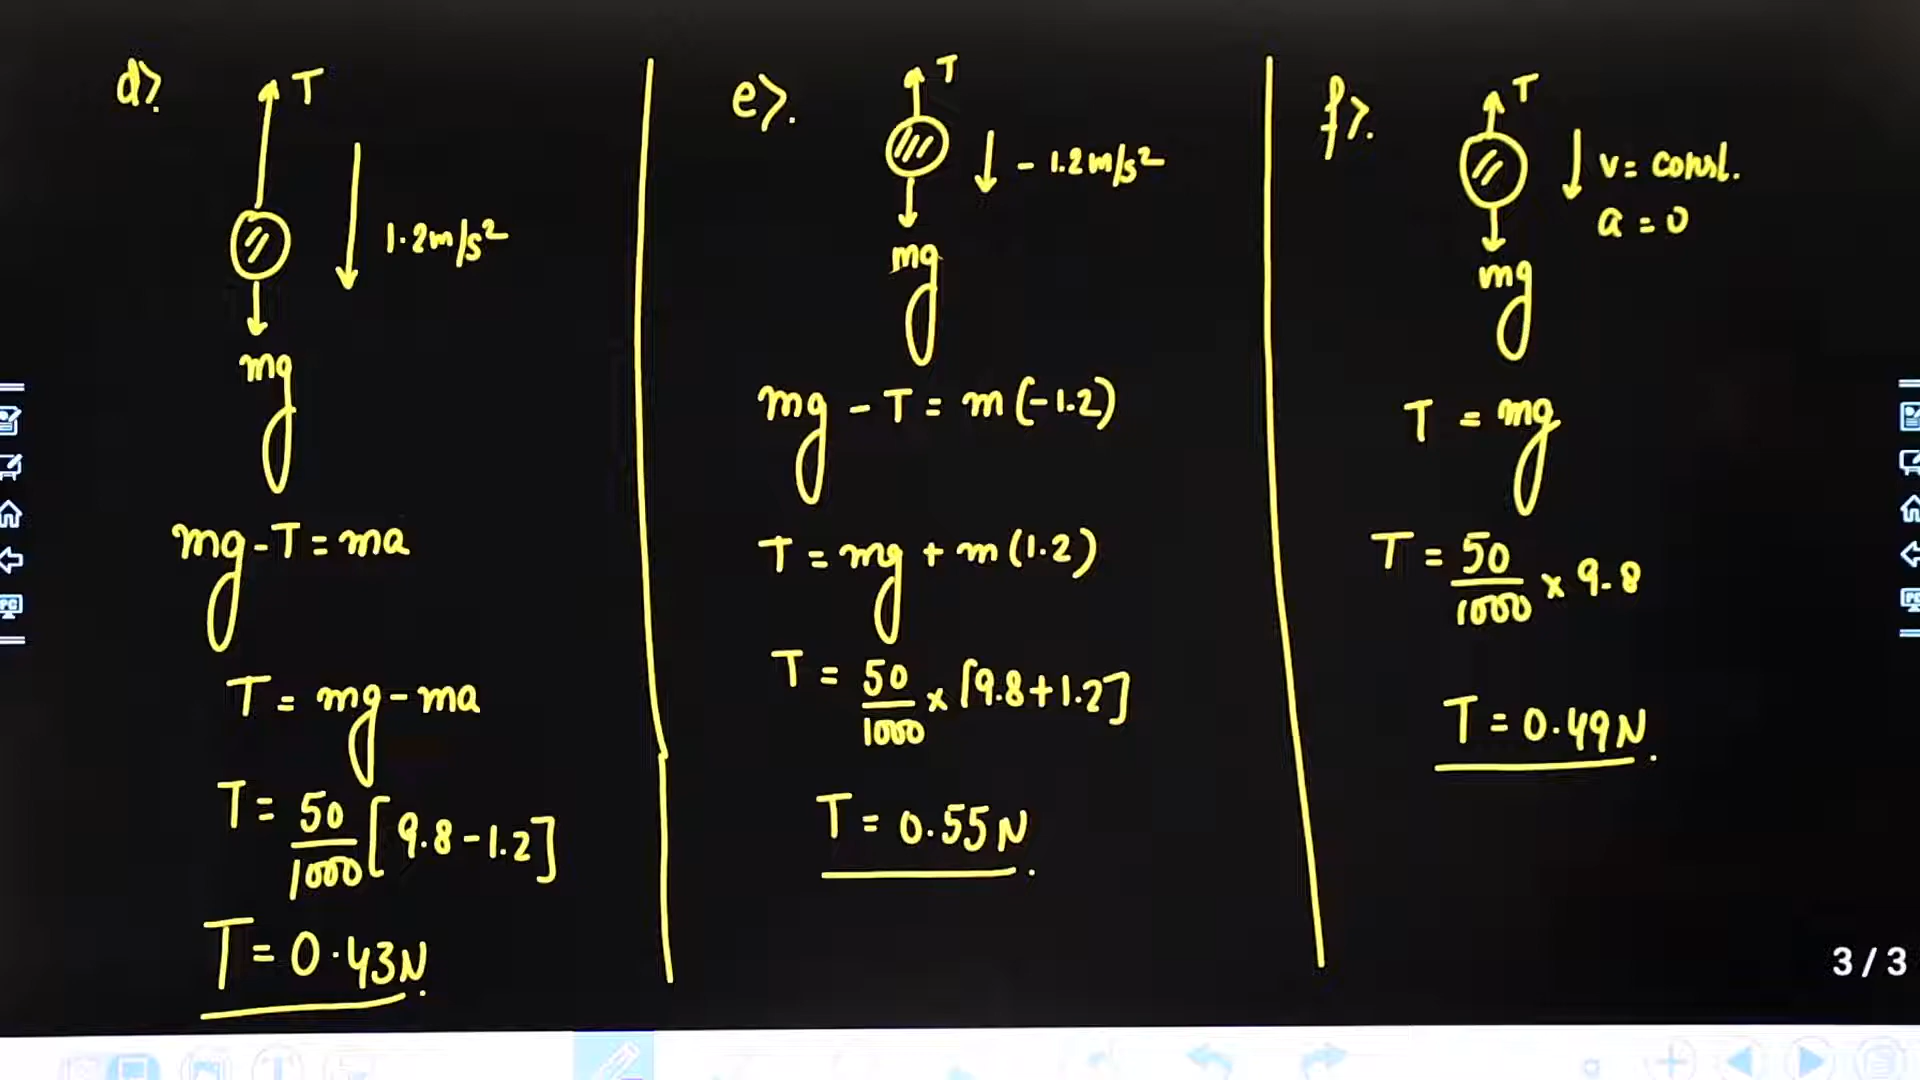 d).
T
1.2m/s²
mg
mg - T = ma
T = mg - ma
T = 50/1000 [9.8 - 1.2]
T = 0.43N.
e).
T
- 1.2m/s²
mg
mg - T = m(-1.2)
T = mg + m(1.2)
T = 50/1000 × [9.8 + 1.2]
T = 0.55N.
f).
T
v = const.
a = 0
mg
T = mg
T = 50/1000 × 9.8
T = 0.49N.
3 / 3